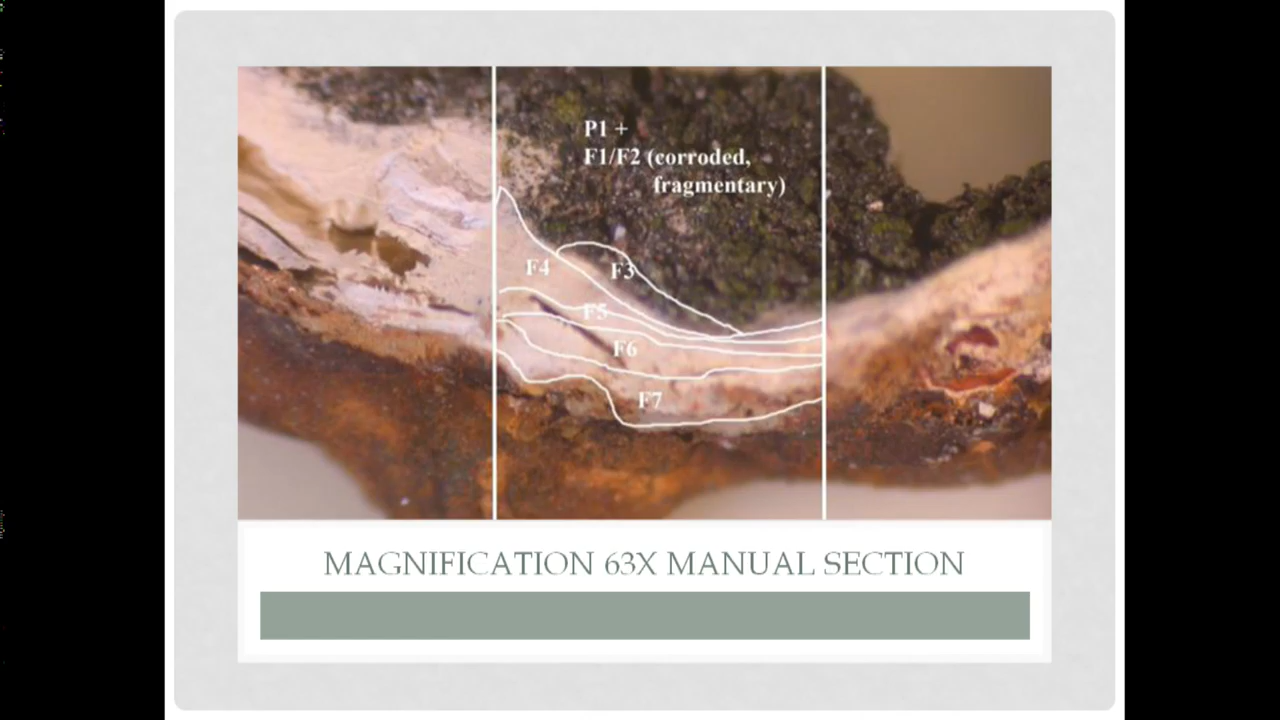 P1 +
F1/F2 (corroded,
fragmentary)
F4
F3
F5
F6
F7
MAGNIFICATION 63X MANUAL SECTION